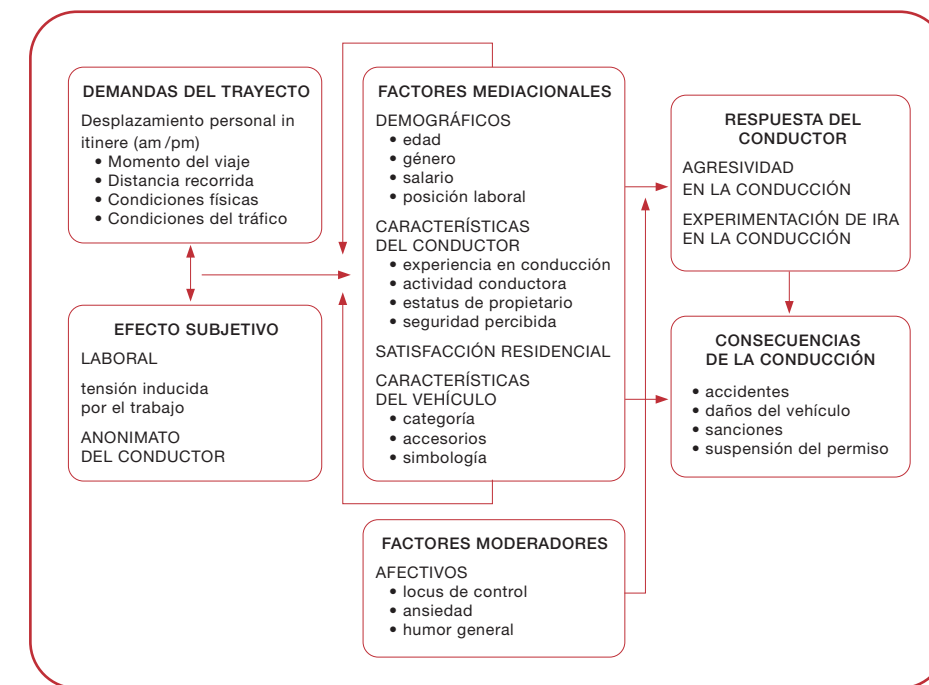 DEMANDAS DEL TRAYECTO
Desplazamiento personal in
itinere (am /pm)
• Momento del viaje
• Distancia recorrida
• Condiciones físicas
• Condiciones del tráfico
EFECTO SUBJETIVO
LABORAL
tensión inducida
por el trabajo
ANONIMATO
DEL CONDUCTOR
FACTORES MEDIACIONALES
DEMOGRÁFICOS
• edad
• género
• salario
• posición laboral
CARACTERÍSTICAS
DEL CONDUCTOR
• experiencia en conducción
• actividad conductora
• estatus de propietario
• seguridad percibida
SATISFACCIÓN RESIDENCIAL
CARACTERÍSTICAS
DEL VEHÍCULO
• categoría
• accesorios
• simbología
FACTORES MODERADORES
AFECTIVOS
• locus de control
• ansiedad
• humor general
RESPUESTA DEL
CONDUCTOR
AGRESIVIDAD
EN LA CONDUCCIÓN
EXPERIMENTACIÓN DE IRA
EN LA CONDUCCIÓN
CONSECUENCIAS
DE LA CONDUCCIÓN
• accidentes
• daños del vehículo
• sanciones
• suspensión del permiso